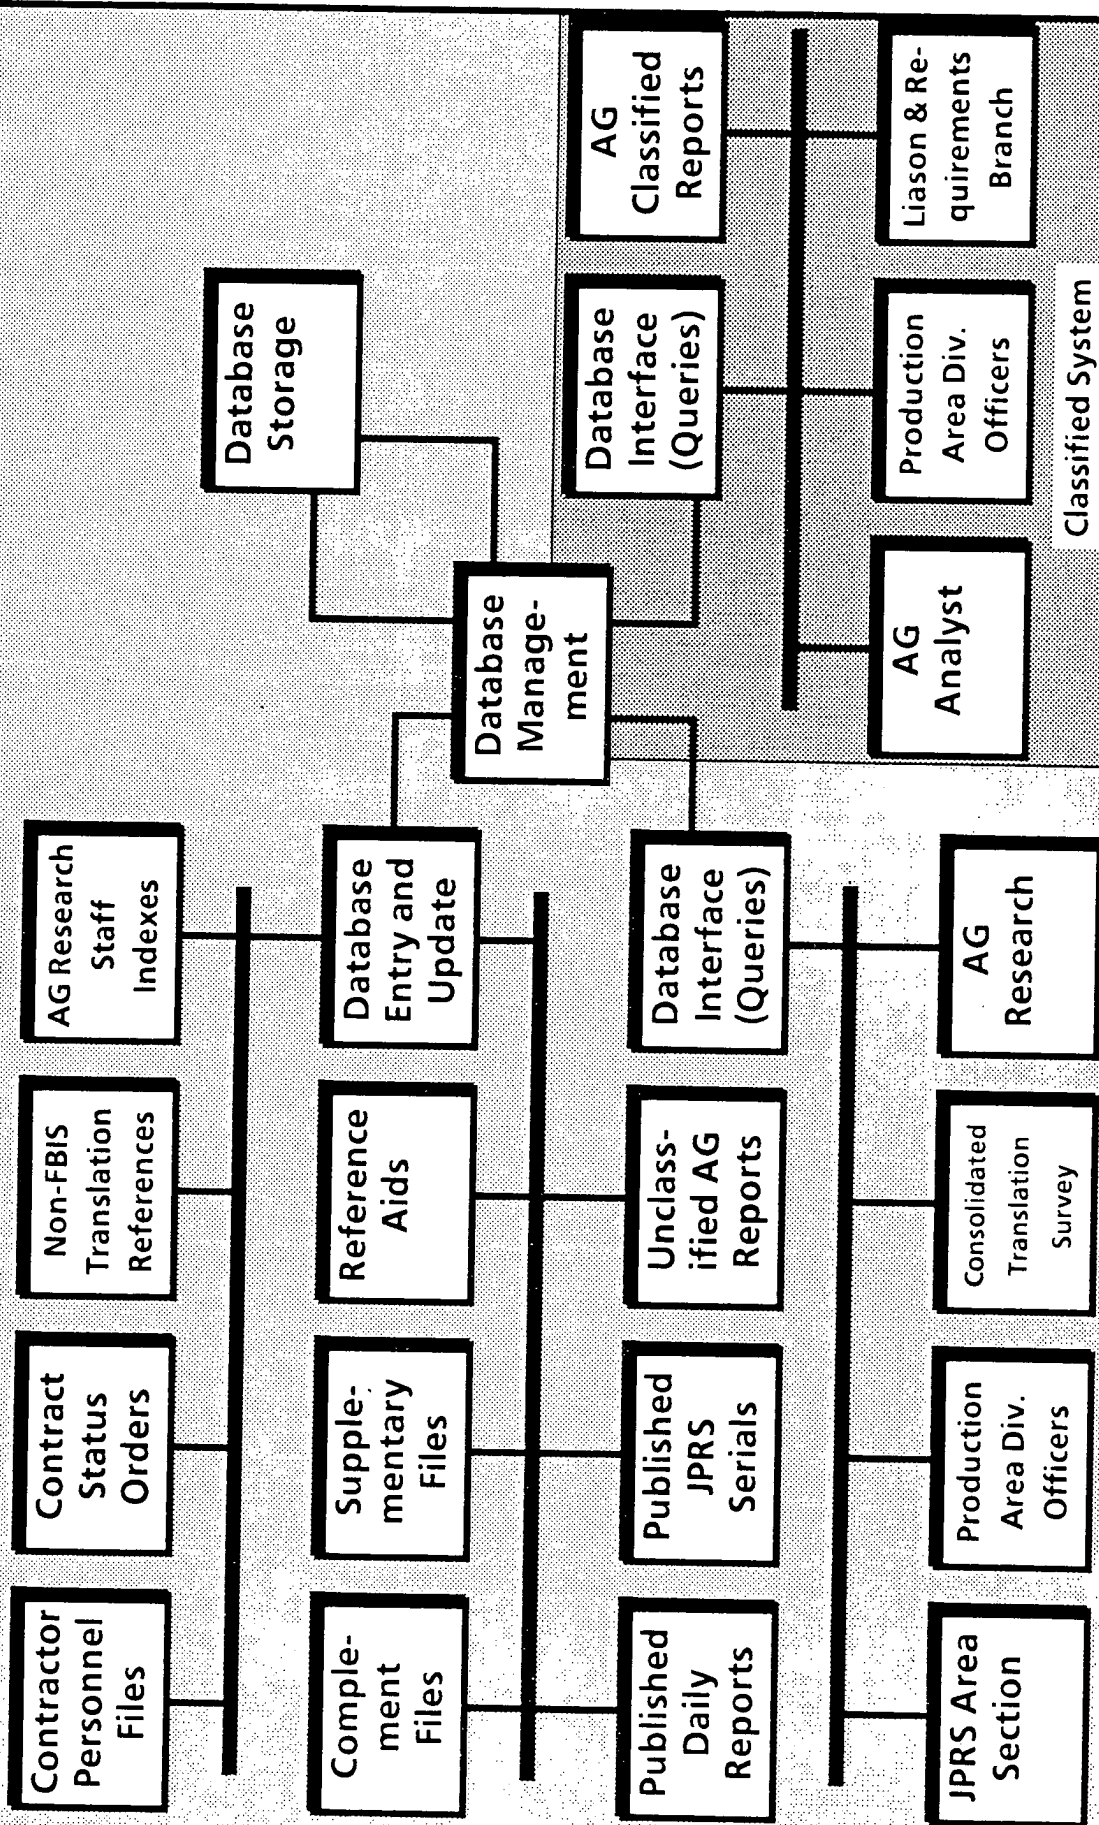 Contractor
Personnel
Files
Contract
Status
Orders
Non-FBIS
Translation
References
AG Research
Staff
Indexes
Database
Storage
Comple-
ment
Files
Supple-
mentary
Files
Reference
Aids
Database
Entry and
Update
Database
Manage-
ment
Published
Daily
Reports
Published
JPRS
Serials
Unclass-
ified AG
Reports
Database
Interface
(Queries)
Database
Interface
(Queries)
AG
Classified
Reports
JPRS Area
Section
Production
Area Div.
Officers
Consolidated
Translation
Survey
AG
Research
AG
Analyst
Production
Area Div.
Officers
Liason & Re-
quirements
Branch
Classified System